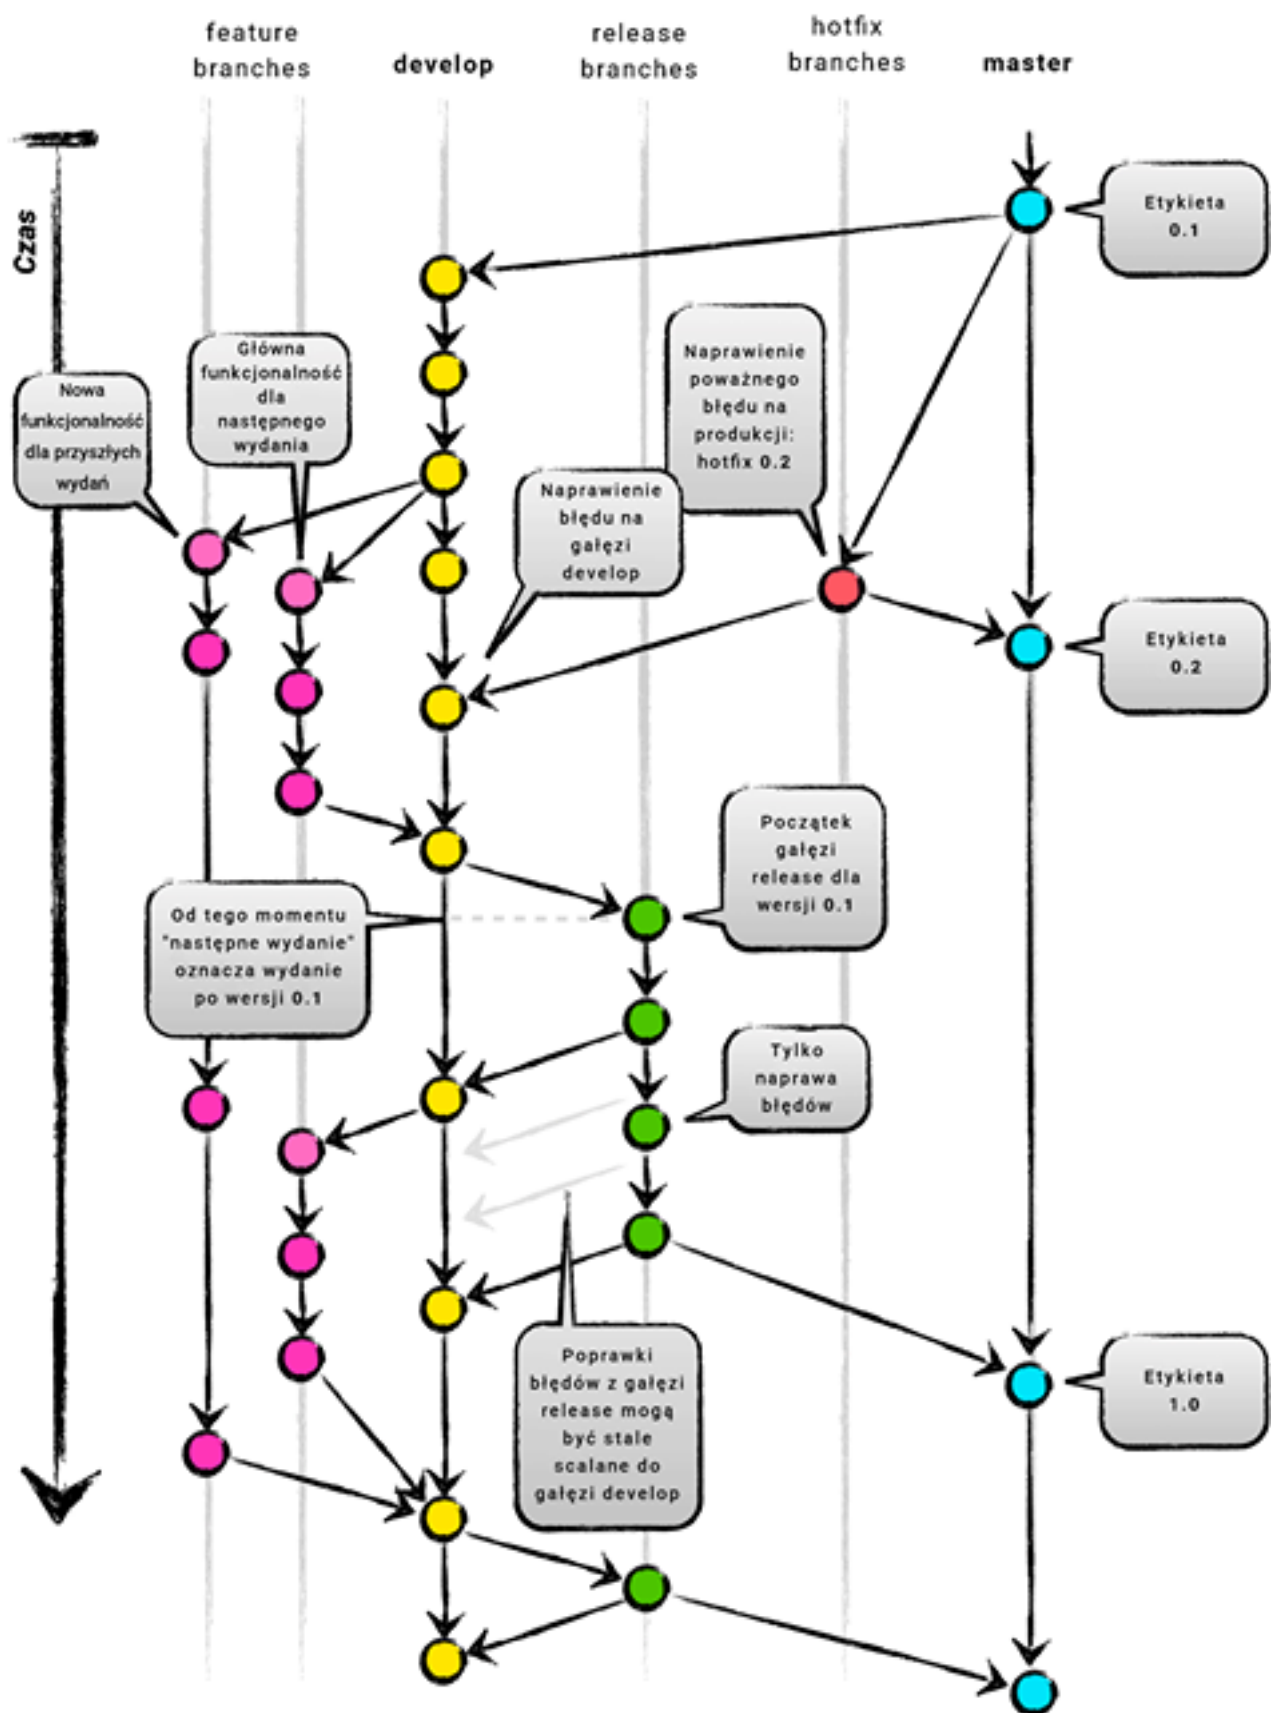 feature
branches
develop
release
branches
hotfix
branches
master
Czas
Etykieta
0.1
Główna
funkcjonalność
dla
następnego
wydania
Nowa
funkcjonalność
dla przyszłych
wydań
Naprawienie
poważnego
błędu na
produkcji:
hotfix 0.2
Naprawienie
błędu na
gałęzi
develop
Etykieta
0.2
Początek
gałęzi
release dla
wersji 0.1
Od tego momentu
"następne wydanie"
oznacza wydanie
po wersji 0.1
Tylko
naprawa
błędów
Poprawki
błędów z gałęzi
release mogą
być stale
scalane do
gałęzi develop
Etykieta
1.0